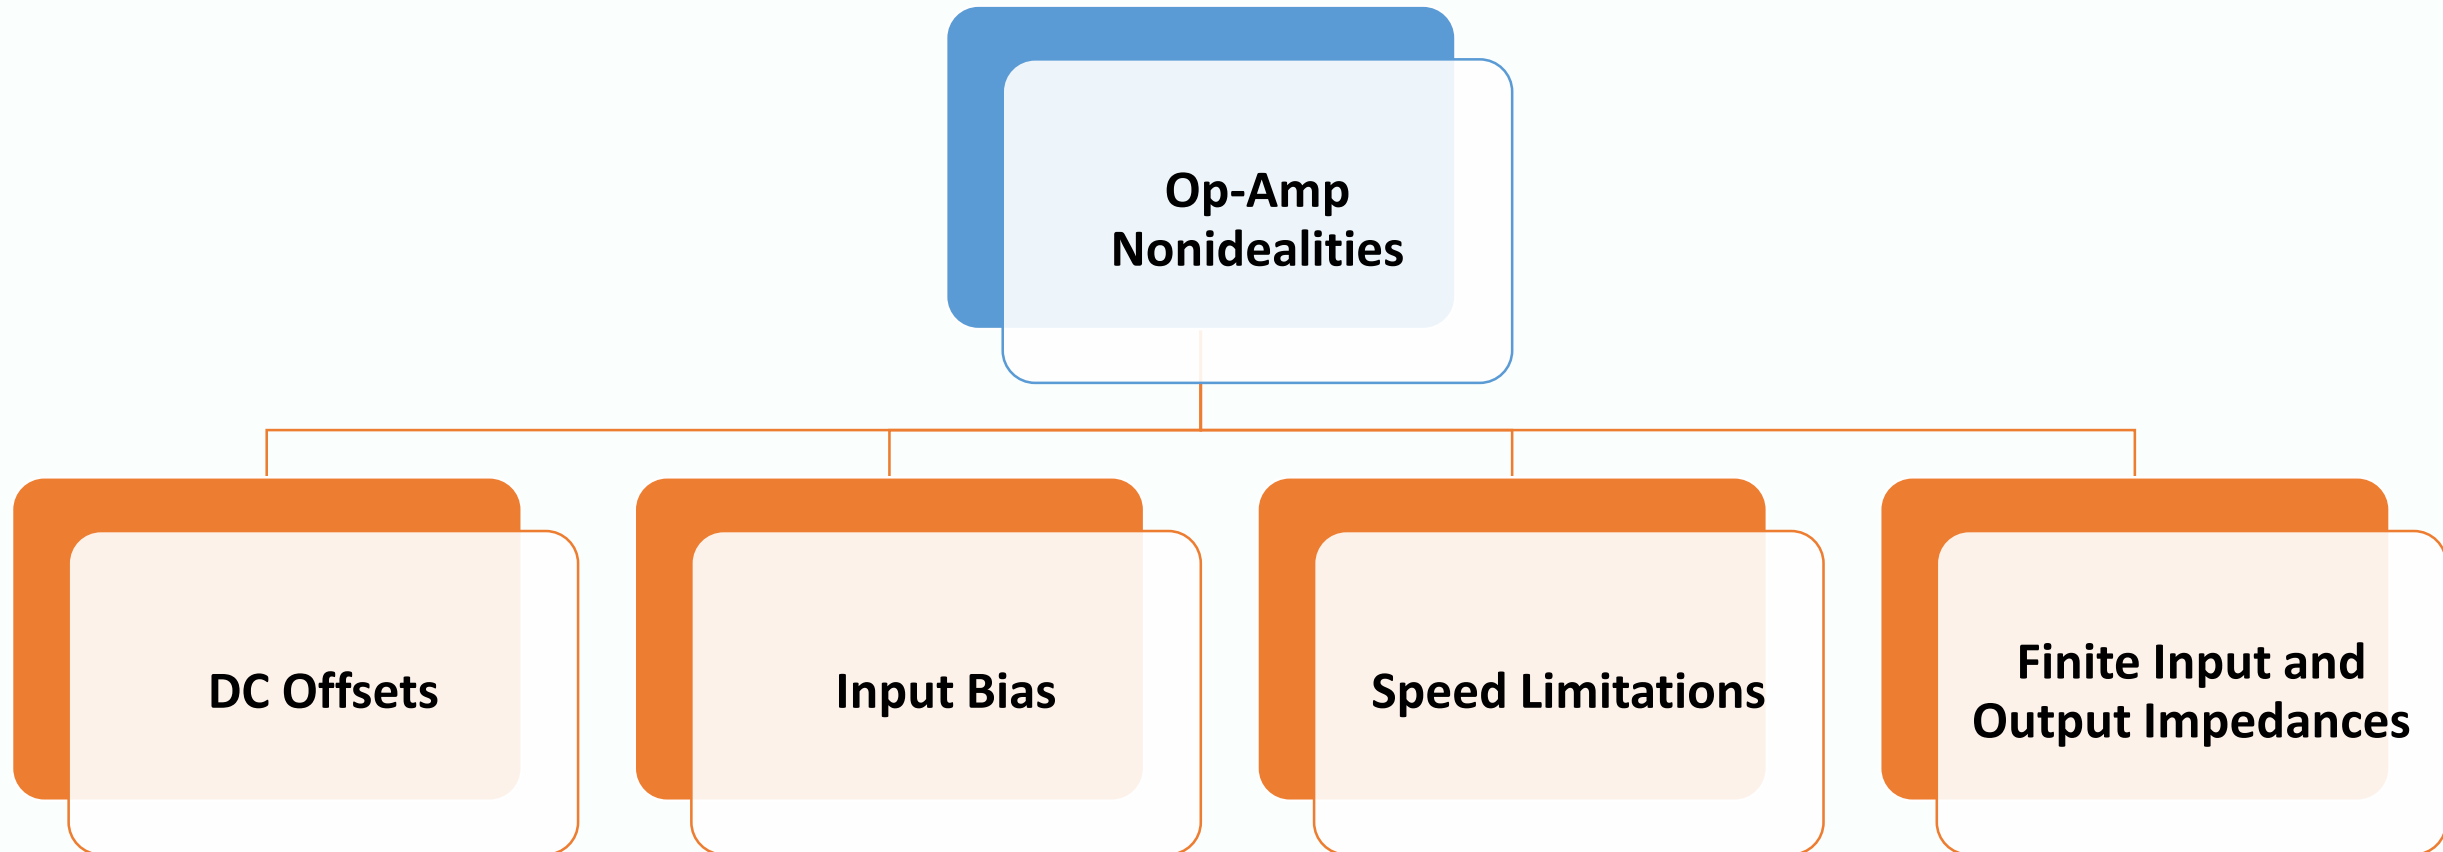 Op-Amp
Nonidealities
DC Offsets
Input Bias
Speed Limitations
Finite Input and
Output Impedances